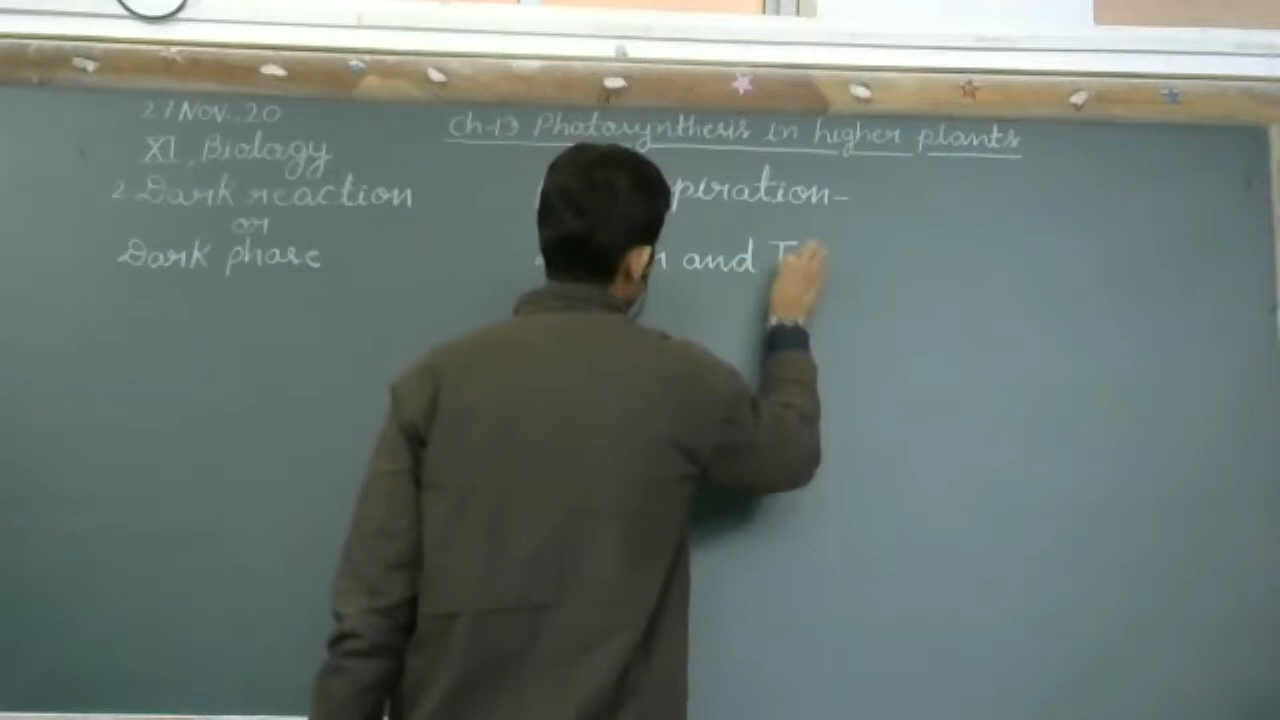 27 Nov. 20
XI, Biology
2 Dark reaction
or
Dark phase
Ch-13 Photosynthesis in higher plants
piration-
and T